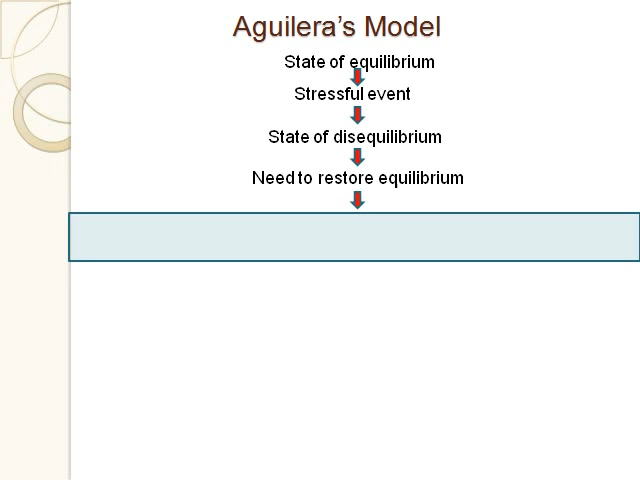 Aguilera’s Model
State of equilibrium
Stressful event
State of disequilibrium
Need to restore equilibrium